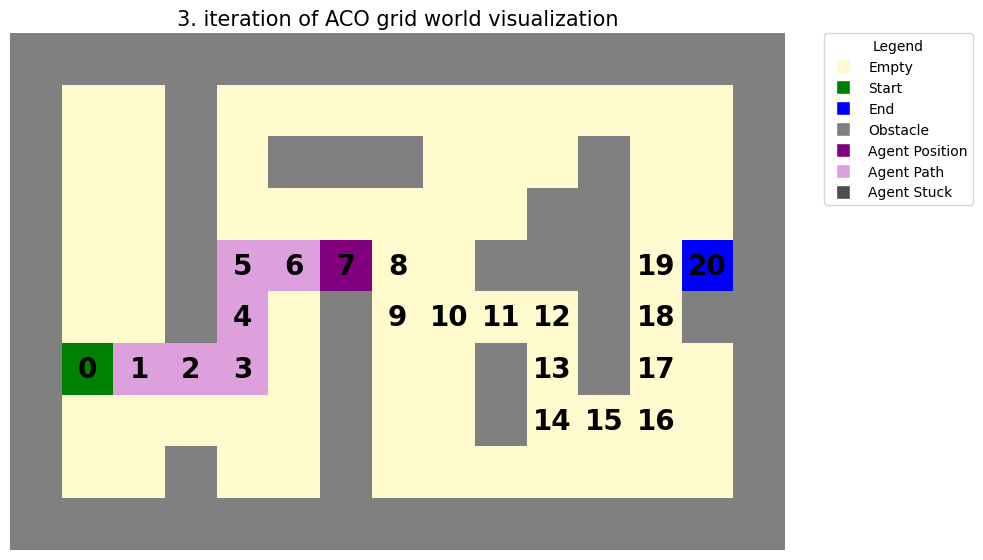 3. iteration of ACO grid world visualization
Legend
Empty
Start
End
Obstacle
Agent Position
Agent Path
Agent Stuck
5 6 7 8 19 20
4 9 10 11 12 18
0 1 2 3 13 17
14 15 16